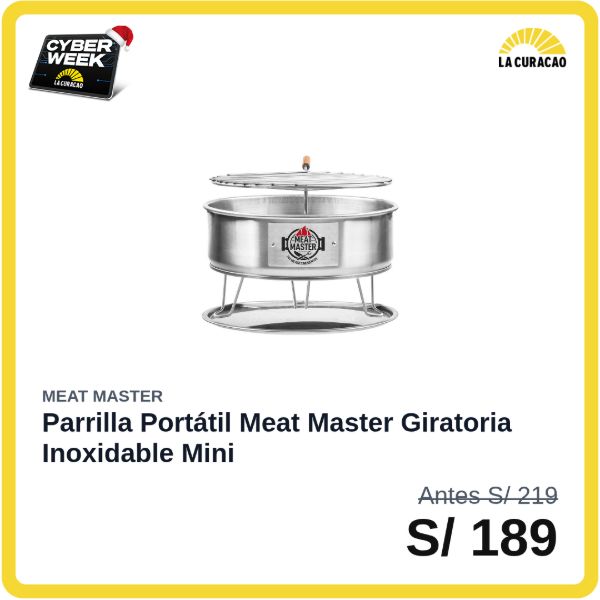 CYBER
WEEK
LA CURACAO
LA CURACAO
MEAT
MASTER
MEAT MASTER
Parrilla Portátil Meat Master Giratoria
Inoxidable Mini
Antes S/ 219
S/ 189